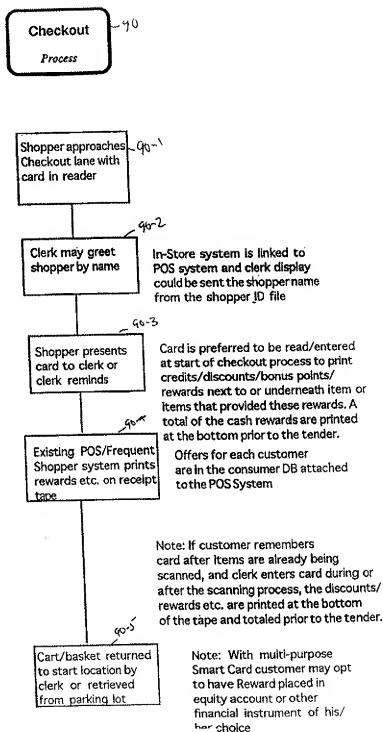 Checkout
Process
90
Shopper approaches
Checkout lane with
card in reader
90-1
Clerk may greet
shopper by name
90-2
In-Store system is linked to
POS system and clerk display
could be sent the shopper name
from the shopper ID file
Shopper presents
card to clerk or
clerk reminds
90-3
Card is preferred to be read/entered
at start of checkout process to print
credits/discounts/bonus points/
rewards next to or underneath item or
items that provided these rewards. A
total of the cash rewards are printed
at the bottom prior to the tender.
Existing POS/Frequent
Shopper system prints
rewards etc. on receipt
tape
90-4
Offers for each customer
are in the consumer DB attached
to the POS System
Note: If customer remembers
card after items are already being
scanned, and clerk enters card during or
after the scanning process, the discounts/
rewards etc. are printed at the bottom
of the tape and totaled prior to the tender.
Cart/basket returned
to start location by
clerk or retrieved
from parking lot
90-5
Note: With multi-purpose
Smart Card customer may opt
to have Reward placed in
equity account or other
financial instrument of his/
her choice